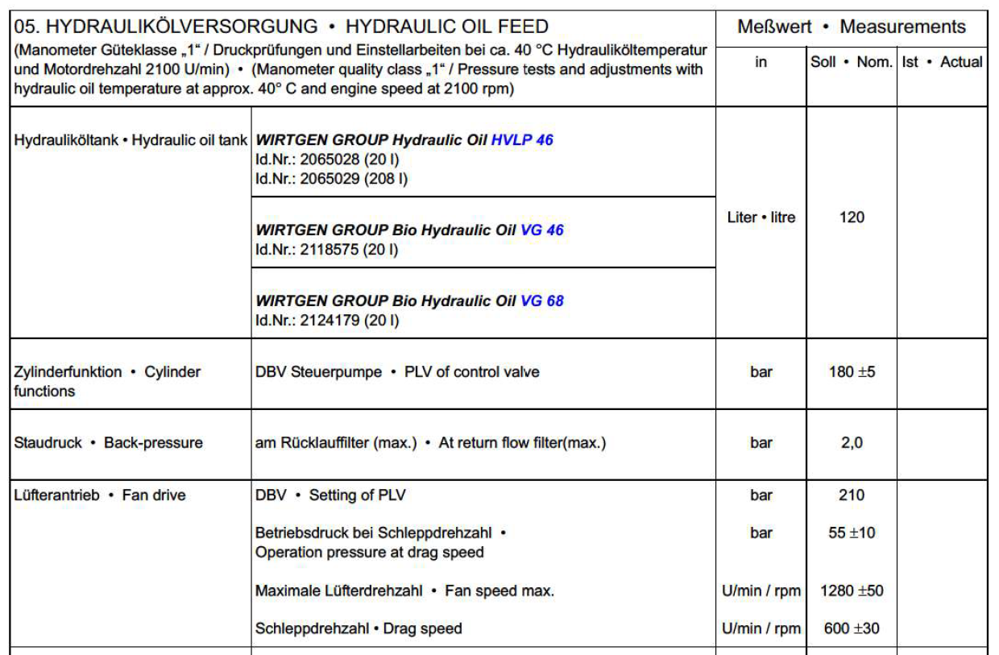 05. HYDRAULIKÖLVERSORGUNG • HYDRAULIC OIL FEED
(Manometer Güteklasse „1“ / Druckprüfungen und Einstellarbeiten bei ca. 40 °C Hydrauliköltemperatur
und Motordrehzahl 2100 U/min) • (Manometer quality class „1“ / Pressure tests and adjustments with
hydraulic oil temperature at approx. 40° C and engine speed at 2100 rpm)
Meßwert • Measurements
in
Soll • Nom.
Ist • Actual
Hydrauliköltank • Hydraulic oil tank
WIRTGEN GROUP Hydraulic Oil HVLP 46
Id.Nr.: 2065028 (20 l)
Id.Nr.: 2065029 (208 l)
WIRTGEN GROUP Bio Hydraulic Oil VG 46
Id.Nr.: 2118575 (20 l)
WIRTGEN GROUP Bio Hydraulic Oil VG 68
Id.Nr.: 2124179 (20 l)
Liter • litre
120
Zylinderfunktion • Cylinder
functions
DBV Steuerpumpe • PLV of control valve
bar
180 ±5
Staudruck • Back-pressure
am Rücklauffilter (max.) • At return flow filter(max.)
bar
2,0
Lüfterantrieb • Fan drive
DBV • Setting of PLV
bar
210
Betriebsdruck bei Schleppdrehzahl •
Operation pressure at drag speed
bar
55 ±10
Maximale Lüfterdrehzahl • Fan speed max.
U/min / rpm
1280 ±50
Schleppdrehzahl • Drag speed
U/min / rpm
600 ±30